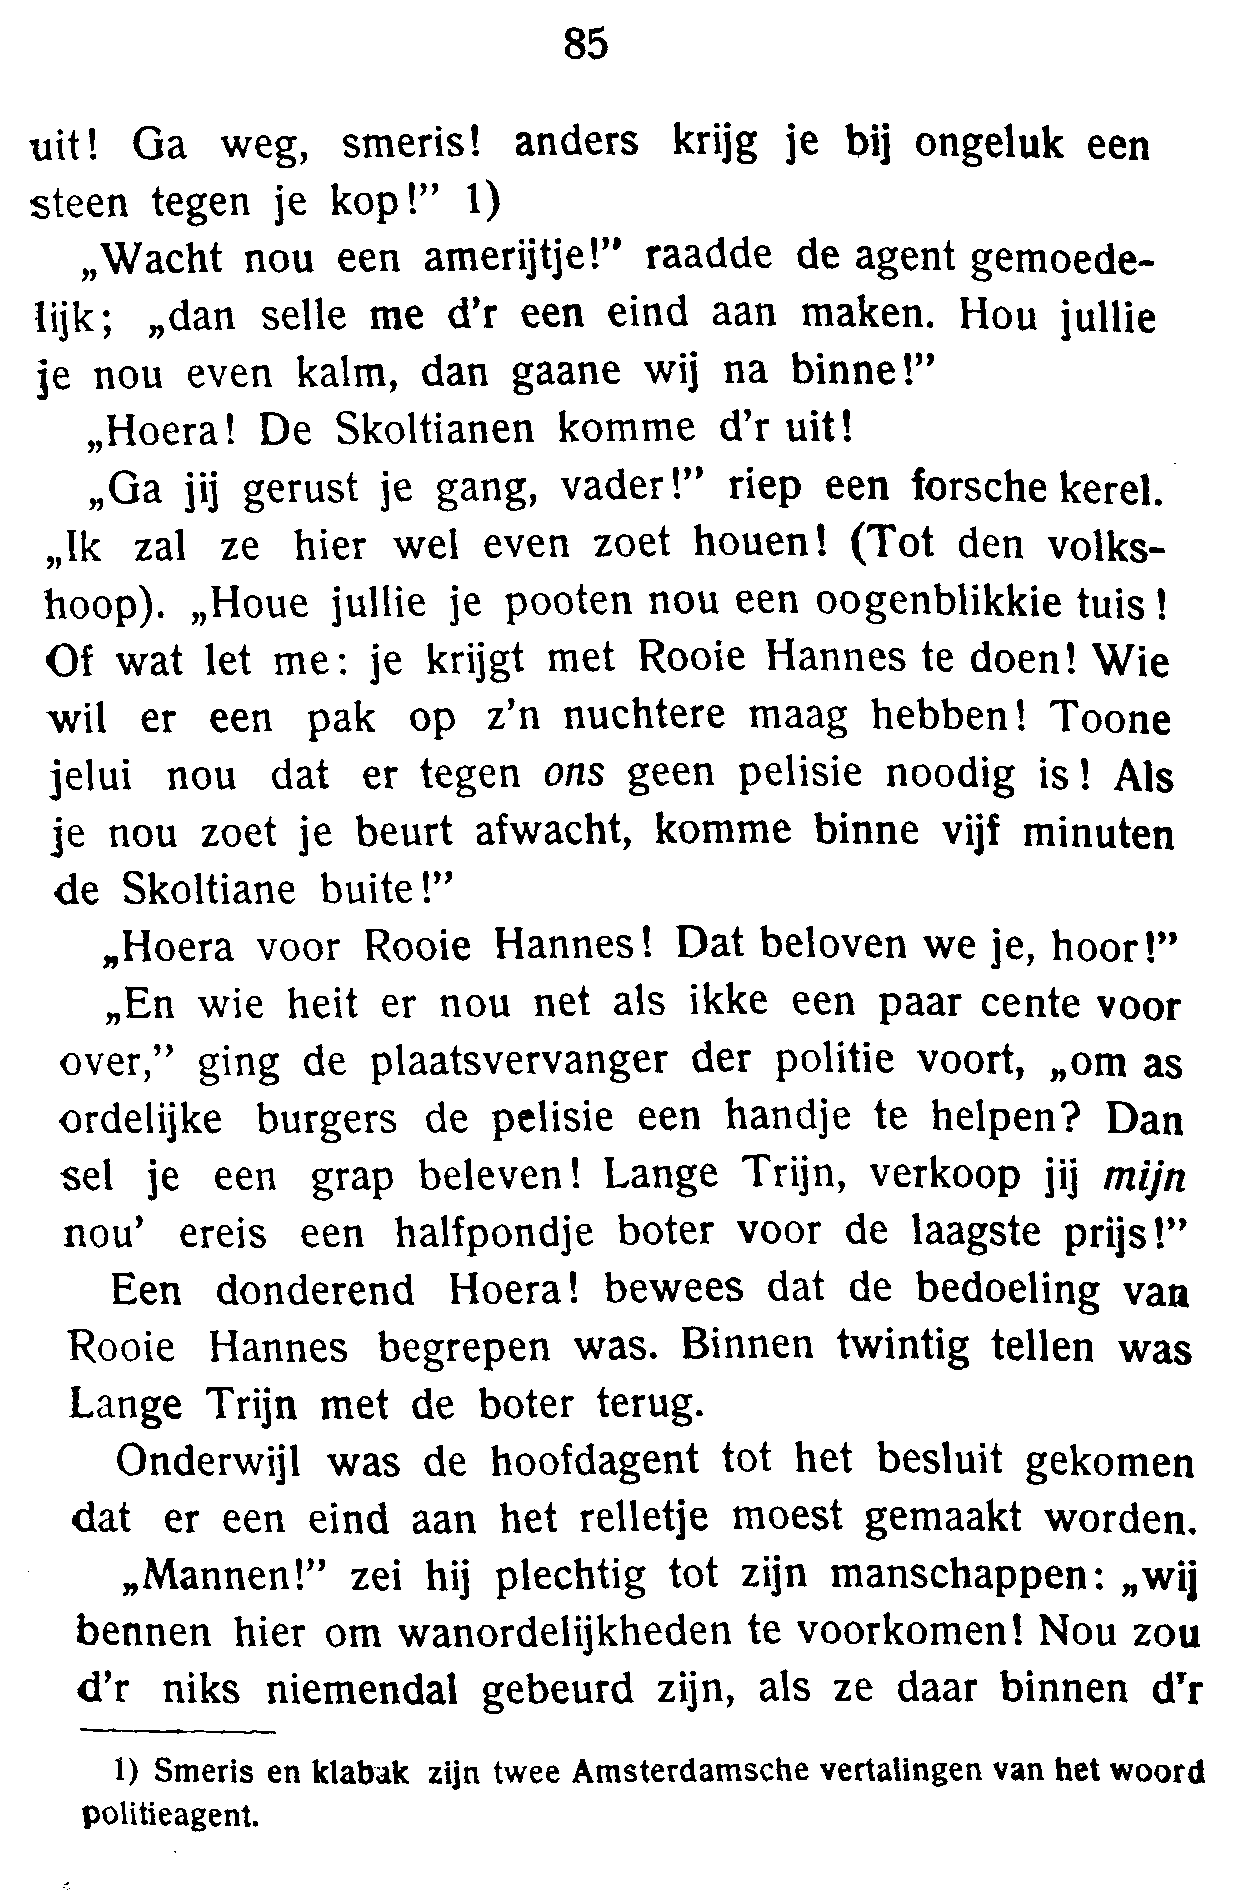 85
uit! Ga weg, smeris! anders krijg je bij ongeluk een
steen tegen je kop!” 1)
„Wacht nou een amerijtje!” raadde de agent gemoede-
lijk; „dan selle me d’r een eind aan maken. Hou jullie
je nou even kalm, dan gaane wij na binne!”
„Hoera! De Skoltianen komme d’r uit!
„Ga jij gerust je gang, vader!” riep een forsche kerel.
„Ik zal ze hier wel even zoet houen! (Tot den volks-
hoop). „Houe jullie je pooten nou een oogenblikkie tuis!
Of wat let me: je krijgt met Rooie Hannes te doen! Wie
wil er een pak op z’n nuchtere maag hebben! Toone
jelui nou dat er tegen ons geen pelisie noodig is! Als
je nou zoet je beurt afwacht, komme binne vijf minuten
de Skoltiane buite!”
„Hoera voor Rooie Hannes! Dat beloven we je, hoor!”
„En wie heit er nou net als ikke een paar cente voor
over,” ging de plaatsvervanger der politie voort, „om as
ordelijke burgers de pelisie een handje te helpen? Dan
sel je een grap beleven! Lange Trijn, verkoop jij mijn
nou’ ereis een halfpondje boter voor de laagste prijs!”
Een donderend Hoera! bewees dat de bedoeling van
Rooie Hannes begrepen was. Binnen twintig tellen was
Lange Trijn met de boter terug.
Onderwijl was de hoofdagent tot het besluit gekomen
dat er een eind aan het relletje moest gemaakt worden.
„Mannen!” zei hij plechtig tot zijn manschappen: „wij
bennen hier om wanordelijkheden te voorkomen! Nou zou
d’r niks niemendal gebeurd zijn, als ze daar binnen d’r
1) Smeris en klabak zijn twee Amsterdamsche vertalingen van het woord
politieagent.